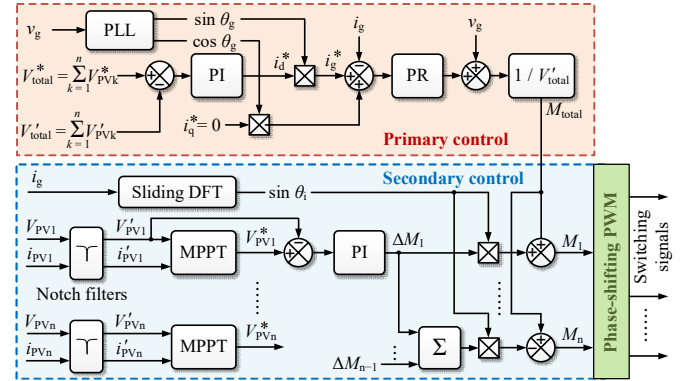 v_g
PLL
sin θ_g
cos θ_g
i_g
v_g
V*_total = Σ_{k=1}^{n} V*_PVk
PI
i_d*
i_g*
PR
1 / V′_total
M_total
V′_total = Σ_{k=1}^{n} V′_PVk
i_q* = 0
Primary control
i_g
Sliding DFT
sin θ_i
Secondary control
V_PV1
V′_PV1
i_PV1
i′_PV1
MPPT
V_PV1*
PI
ΔM_1
M_1
Notch filters
V_PVn
V′_PVn
i_PVn
i′_PVn
MPPT
V_PVn*
ΔM_n−1
Σ
M_n
Phase-shifting PWM
Switching
signals